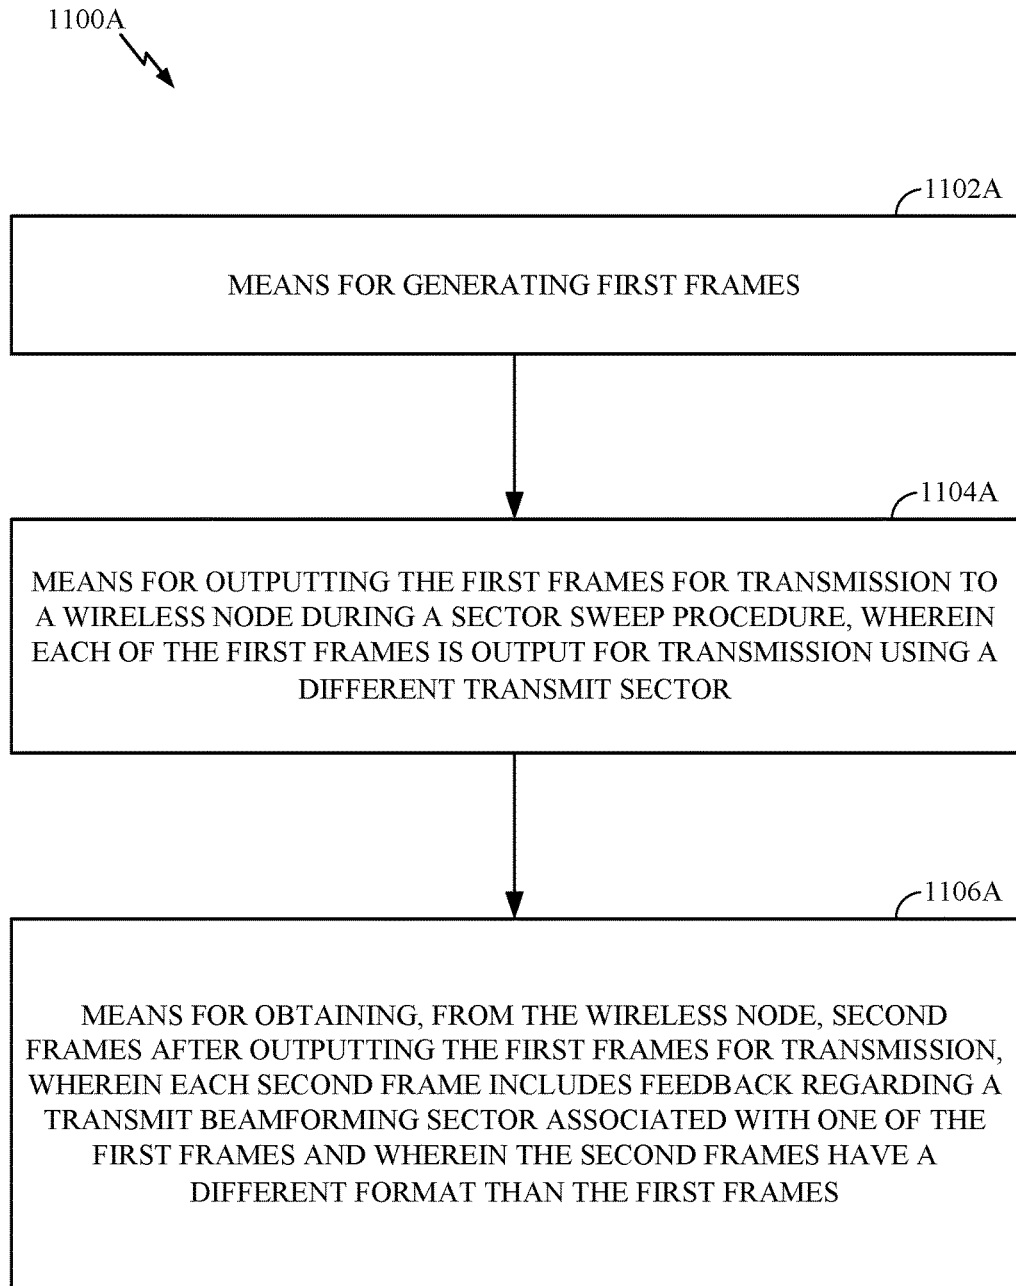 1100A
1102A
MEANS FOR GENERATING FIRST FRAMES
1104A
MEANS FOR OUTPUTTING THE FIRST FRAMES FOR TRANSMISSION TO
A WIRELESS NODE DURING A SECTOR SWEEP PROCEDURE, WHEREIN
EACH OF THE FIRST FRAMES IS OUTPUT FOR TRANSMISSION USING A
DIFFERENT TRANSMIT SECTOR
1106A
MEANS FOR OBTAINING, FROM THE WIRELESS NODE, SECOND
FRAMES AFTER OUTPUTTING THE FIRST FRAMES FOR TRANSMISSION,
WHEREIN EACH SECOND FRAME INCLUDES FEEDBACK REGARDING A
TRANSMIT BEAMFORMING SECTOR ASSOCIATED WITH ONE OF THE
FIRST FRAMES AND WHEREIN THE SECOND FRAMES HAVE A
DIFFERENT FORMAT THAN THE FIRST FRAMES